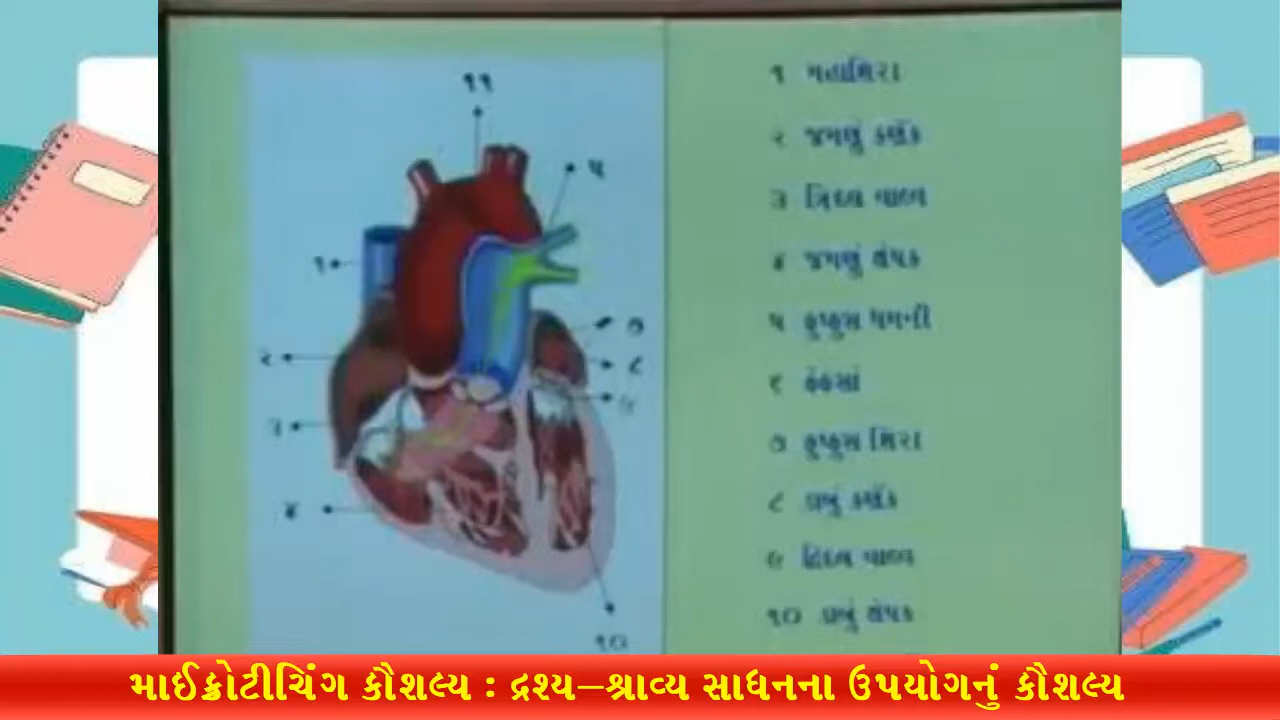 ૧૧
૫
૧
૭
૨
૮
૯
૩
૪
૧૦
૧ મહાશિરા
૨ જમણું કર્ણક
૩ ત્રિદલ વાલ્વ
૪ જમણું ક્ષેપક
૫ ફુપ્ફુસ ધમની
૬ ફેફસાં
૭ ફુપ્ફુસ શિરા
૮ ડાબું કર્ણક
૯ દ્વિદલ વાલ્વ
૧૦ ડાબું ક્ષેપક
માઈક્રોટીચિંગ કૌશલ્ય : દ્રશ્ય–શ્રાવ્ય સાધનના ઉપયોગનું કૌશલ્ય